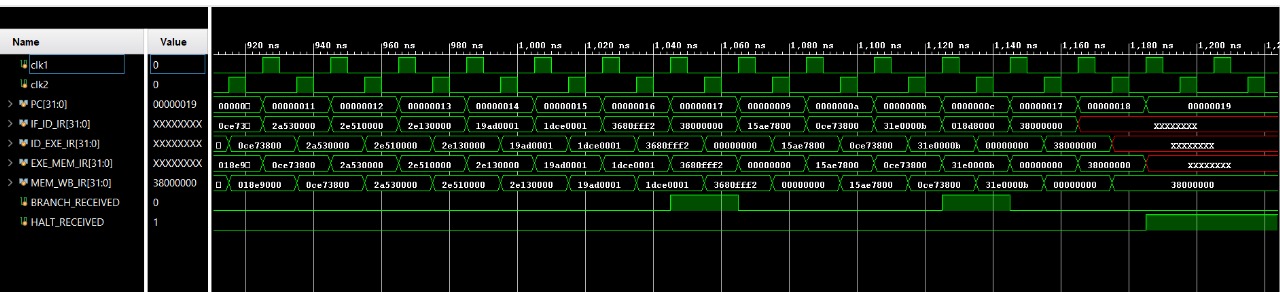 Name Value 920 ns 940 ns 960 ns 980 ns 1,000 ns 1,020 ns 1,040 ns 1,060 ns 1,080 ns 1,100 ns 1,120 ns 1,140 ns 1,160 ns 1,180 ns 1,200 ns 1,2
clk1 0
clk2 0
PC[31:0] 00000019 00000 00000011 00000012 00000013 00000014 00000015 00000016 00000017 00000009 0000000a 0000000b 0000000c 00000017 00000018 00000019
IF_ID_IR[31:0] XXXXXXXX 0ce73 2a530000 2e510000 2e130000 19ad0001 1dce0001 3680fff2 38000000 15ae7800 0ce73800 31e0000b 018d8000 38000000 XXXXXXXX
ID_EXE_IR[31:0] XXXXXXXX 0ce73800 2a530000 2e510000 2e130000 19ad0001 1dce0001 3680fff2 00000000 15ae7800 0ce73800 31e0000b 00000000 38000000 XXXXXXXX
EXE_MEM_IR[31:0] XXXXXXXX 018e9 0ce73800 2a530000 2e510000 2e130000 19ad0001 1dce0001 3680fff2 00000000 15ae7800 0ce73800 31e0000b 00000000 38000000 XXXXXXXX
MEM_WB_IR[31:0] 38000000 018e9000 0ce73800 2a530000 2e510000 2e130000 19ad0001 1dce0001 3680fff2 00000000 15ae7800 0ce73800 31e0000b 00000000 38000000
BRANCH_RECEIVED 0
HALT_RECEIVED 1